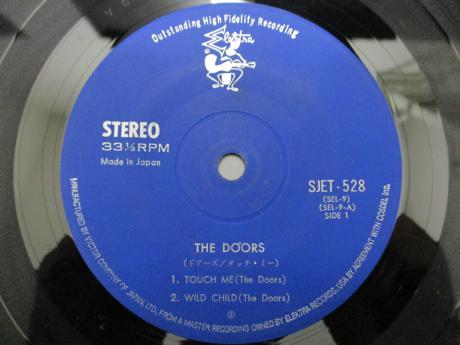 Outstanding High Fidelity Recording
Elektra
STEREO
33⅓RPM
Made in Japan
SJET-528
(SEL-9)
(SEL-9-A)
SIDE 1
THE DOORS
(ドアーズ/タッチ・ミー)
1. TOUCH ME(The Doors)
2. WILD CHILD(The Doors)
MANUFACTURED BY VICTOR COMPANY OF JAPAN, LTD. FROM A MASTER RECORDING OWNED BY ELEKTRA RECORDS, USA BY AGREEMENT WITH COSDEL Inc.